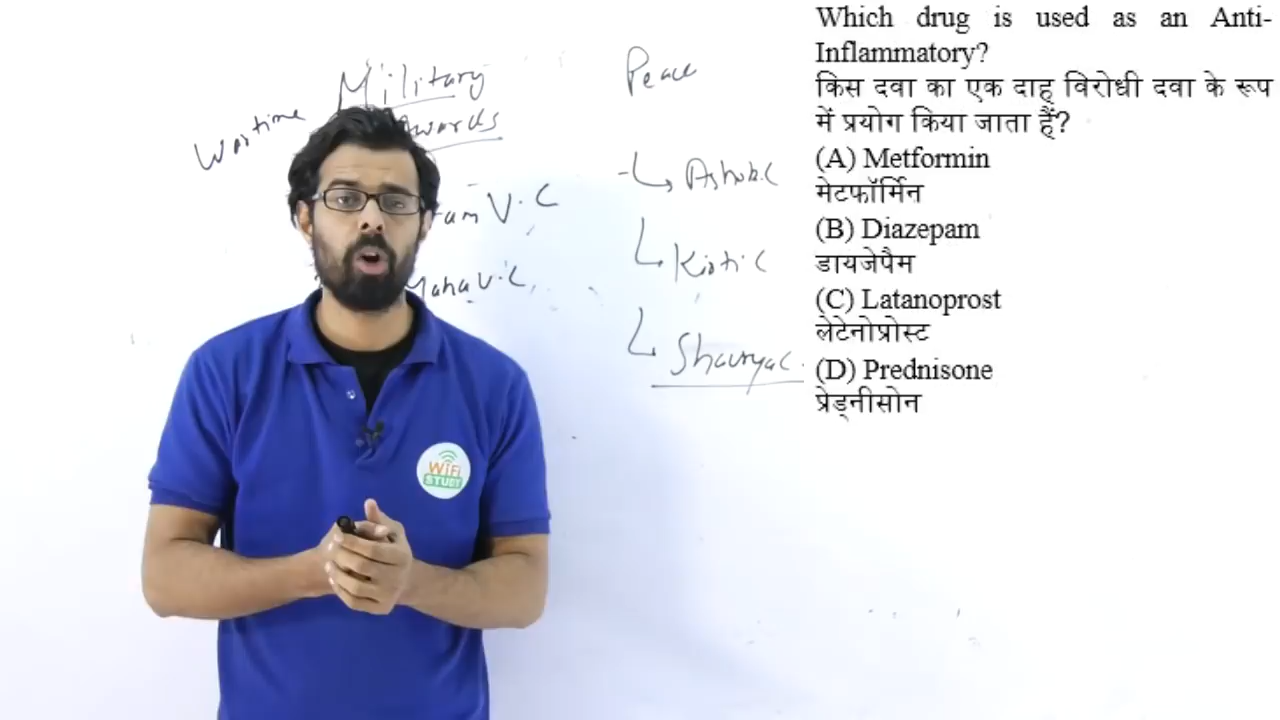 Which drug is used as an Anti-
Inflammatory?
किस दवा का एक दाह विरोधी दवा के रूप
में प्रयोग किया जाता हैं?
(A) Metformin
मेटफॉर्मिन
(B) Diazepam
डायजेपैम
(C) Latanoprost
लेटेनोप्रोस्ट
(D) Prednisone
प्रेड्नीसोन
Military
Awards
Wartime
Peace
V.C
Maha V.C
Ashok C
Kirti C
Shaurya C.
WiFi
STUDY